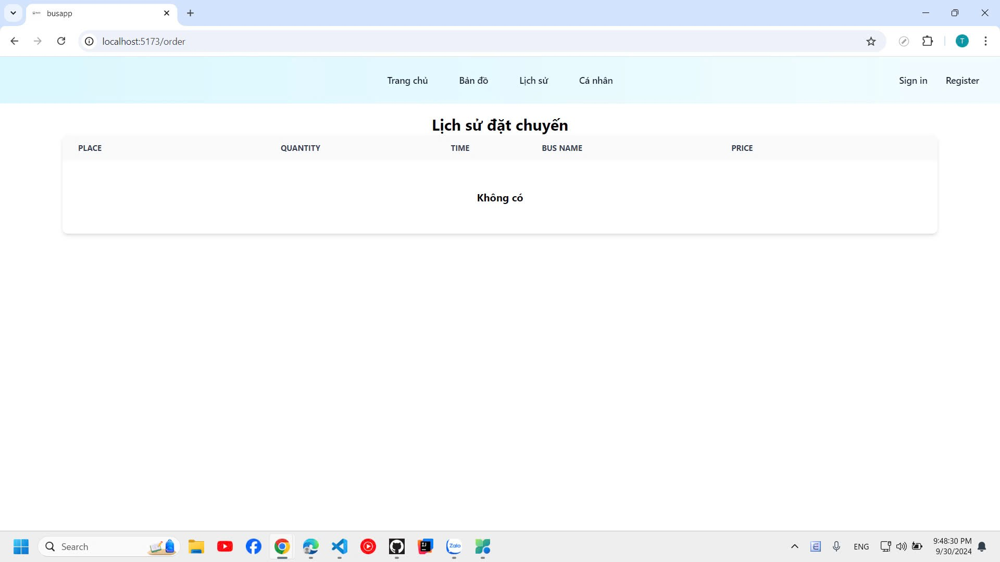 busapp
localhost:5173/order
T
Trang chủ Bản đồ Lịch sử Cá nhân Sign in Register
Lịch sử đặt chuyến
PLACE QUANTITY TIME BUS NAME PRICE
Không có
Search
Zalo
ENG
9:48:30 PM
9/30/2024